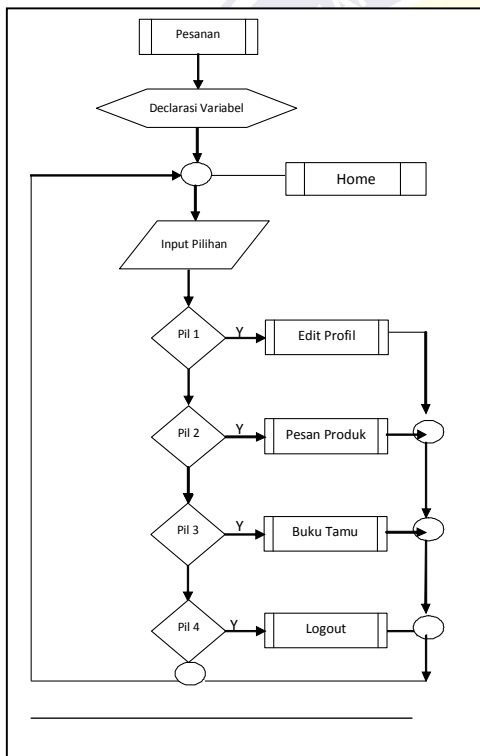 Pesanan
Declarasi Variabel
Home
Input Pilihan
Pil 1
Y
Edit Profil
Pil 2
Y
Pesan Produk
Pil 3
Y
Buku Tamu
Pil 4
Y
Logout